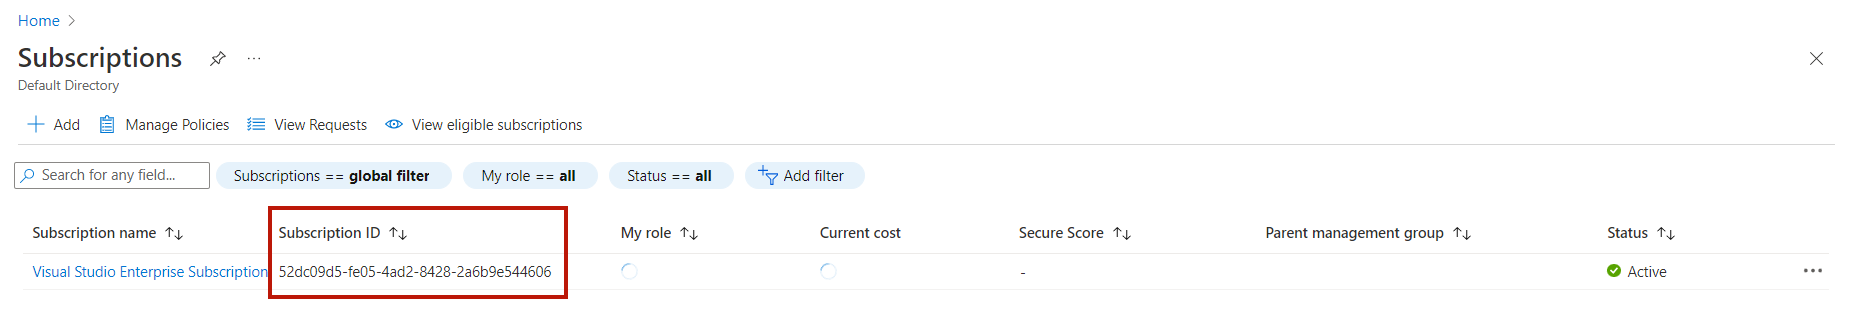 Home
Subscriptions
Default Directory
Add Manage Policies View Requests View eligible subscriptions
Search for any field... Subscriptions == global filter My role == all Status == all Add filter
Subscription name Subscription ID My role Current cost Secure Score Parent management group Status
Visual Studio Enterprise Subscription 52dc09d5-fe05-4ad2-8428-2a6b9e544606 - Active